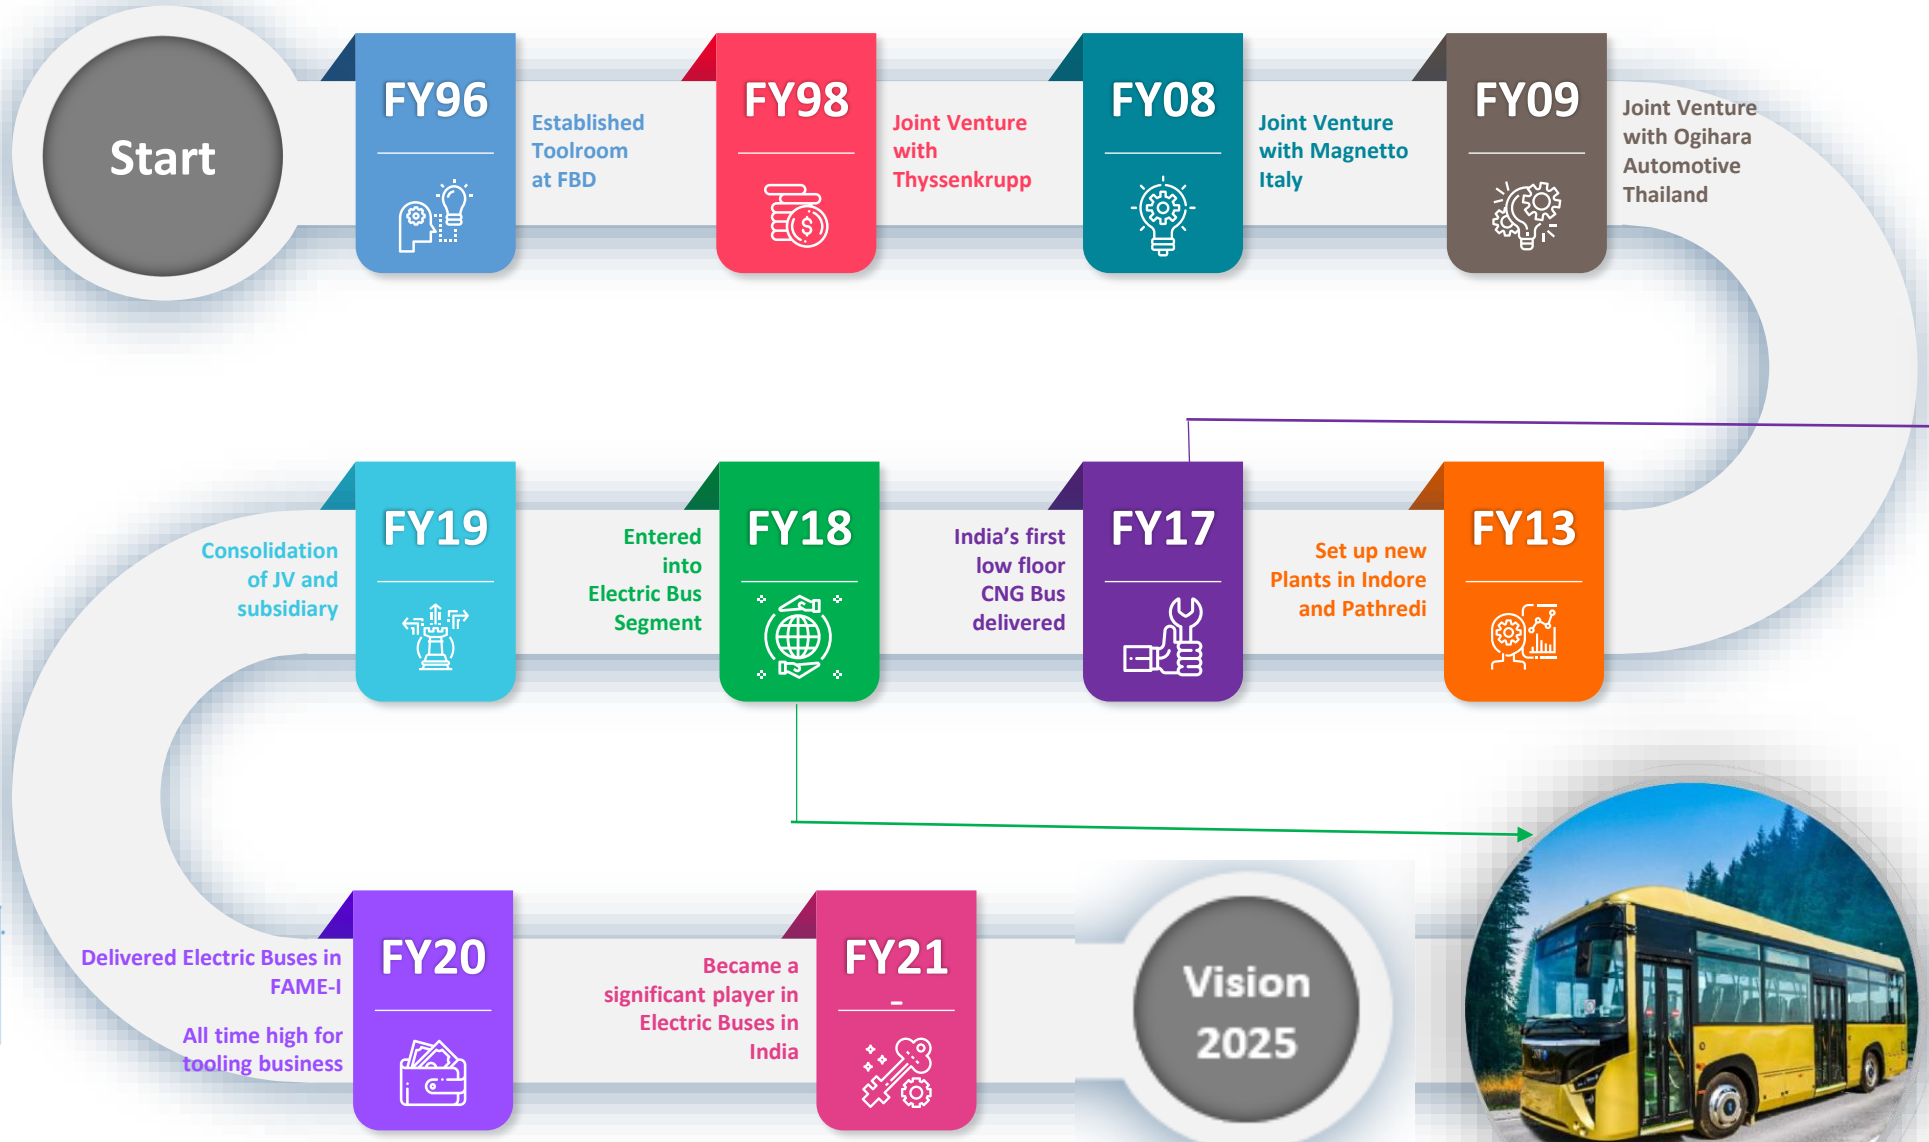 Start
FY96
Established
Toolroom
at FBD
FY98
Joint Venture
with
Thyssenkrupp
FY08
Joint Venture
with Magnetto
Italy
FY09
Joint Venture
with Ogihara
Automotive
Thailand
FY13
Set up new
Plants in Indore
and Pathredi
FY17
India’s first
low floor
CNG Bus
delivered
FY18
Entered
into
Electric Bus
Segment
FY19
Consolidation
of JV and
subsidiary
FY20
Delivered Electric Buses in
FAME-I
All time high for
tooling business
FY21
-
Became a
significant player in
Electric Buses in
India
Vision
2025